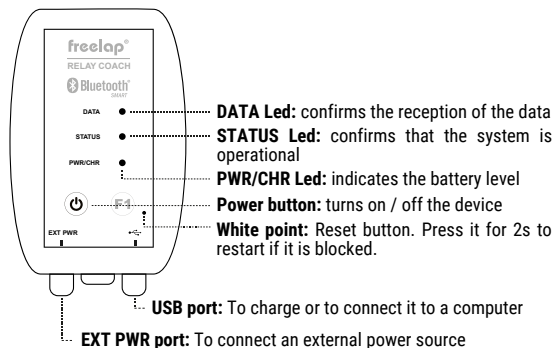 freelap®
RELAY COACH
Bluetooth®
SMART
DATA
STATUS
PWR/CHR
F1
EXT PWR
DATA Led: confirms the reception of the data
STATUS Led: confirms that the system is
operational
PWR/CHR Led: indicates the battery level
Power button: turns on / off the device
White point: Reset button. Press it for 2s to
restart if it is blocked.
USB port: To charge or to connect it to a computer
EXT PWR port: To connect an external power source